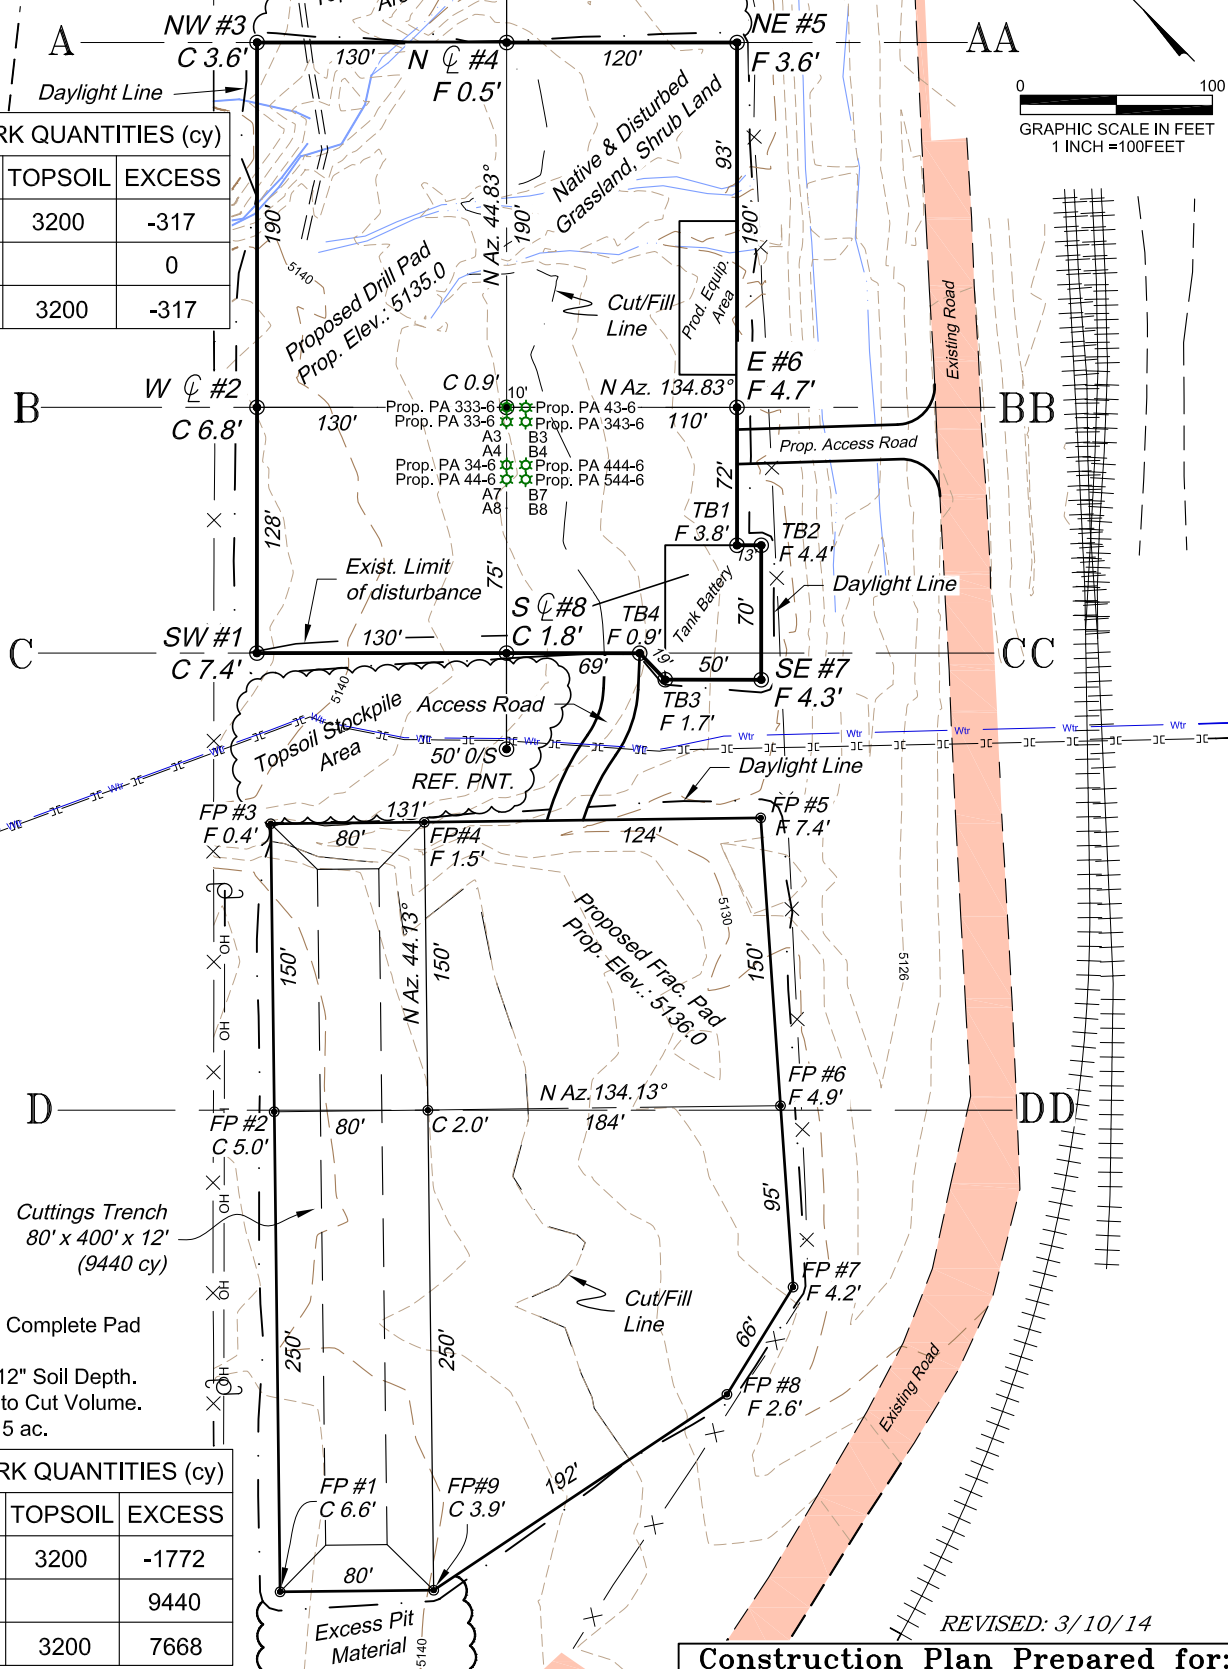 A
NW #3
C 3.6'
130'
N ℄ #4
F 0.5'
120'
NE #5
F 3.6'
AA
0
100
GRAPHIC SCALE IN FEET
1 INCH =100FEET
Daylight Line
RK QUANTITIES (cy)
TOPSOIL EXCESS
3200 -317
0
3200 -317
190'
5140
Proposed Drill Pad
Prop. Elev.: 5135.0
N Az. 44.83°
190'
Native & Disturbed
Grassland, Shrub Land
93'
190'
Cut/Fill
Line
Prod. Equip.
Area
Existing Road
B
W ℄ #2
C 6.8'
130'
C 0.9'
10'
N Az. 134.83°
110'
E #6
F 4.7'
BB
Prop. PA 333-6
Prop. PA 43-6
Prop. PA 33-6
Prop. PA 343-6
A3 B3
A4 B4
Prop. PA 34-6
Prop. PA 444-6
Prop. PA 44-6
Prop. PA 544-6
A7 B7
A8 B8
Prop. Access Road
72'
128'
75'
TB1
F 3.8'
13'
TB2
F 4.4'
Exist. Limit
of disturbance
Tank Battery
70'
Daylight Line
C
SW #1
C 7.4'
130'
S ℄ #8
C 1.8'
69'
TB4
F 0.9'
19'
50'
TB3
F 1.7'
SE #7
F 4.3'
CC
5140
Topsoil Stockpile
Area
Access Road
Wtr Wtr Wtr Wtr Wtr Wtr Wtr Wtr Wtr Wtr Wtr
50' O/S
REF. PNT.
Daylight Line
FP #3
F 0.4'
131'
80'
FP#4
F 1.5'
124'
FP #5
F 7.4'
OH
150'
N Az. 44.13°
150'
Proposed Frac. Pad
Prop. Elev.: 5136.0
5130
150'
5126
OH
D
FP #2
C 5.0'
80'
C 2.0'
N Az.134.13°
184'
FP #6
F 4.9'
DD
Cuttings Trench
80' x 400' x 12'
(9440 cy)
OH
95'
OH
FP #7
F 4.2'
Cut/Fill
Line
Complete Pad
250'
250'
66'
12" Soil Depth.
to Cut Volume.
5 ac.
OH
FP #8
F 2.6'
Existing Road
RK QUANTITIES (cy)
TOPSOIL EXCESS
3200 -1772
9440
3200 7668
FP #1
C 6.6'
FP#9
C 3.9'
192'
80'
Excess Pit
Material
5140
REVISED: 3/10/14
Construction Plan Prepared for: